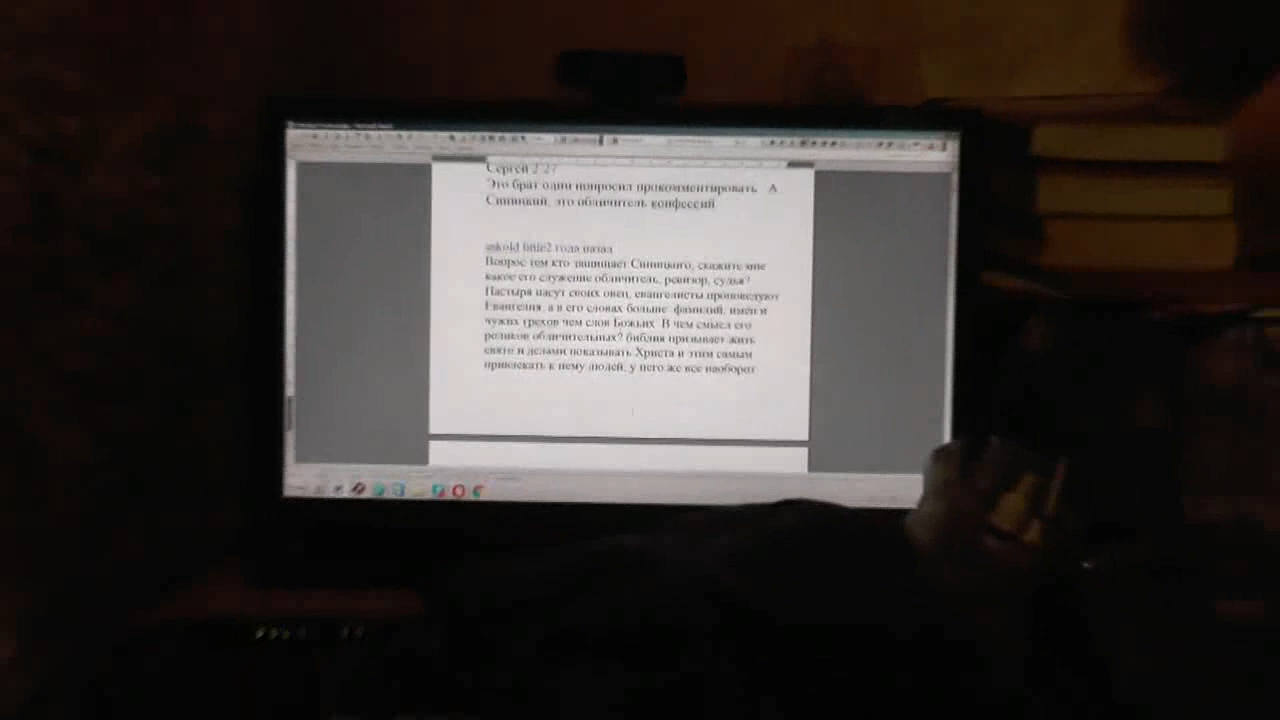 Сергей 2:27
Это брат один попросил прокомментировать А
Синицкий, это обличитель конфессий
askold little2 года назад
Вопрос тем кто защищает Синицкого, скажите мне
какое его служение обличитель, ревизор, судья?
Пастыря пасут своих овец, евангелисты проповедуют
Евангелия, а в его словах больше фамилий, имен и
чужих грехов чем слов Божьих. В чем смысл его
роликов обличительных? библия призывает жить
свято и делами показывать Христа и этим самым
привлекать к нему людей, у него же все наоборот